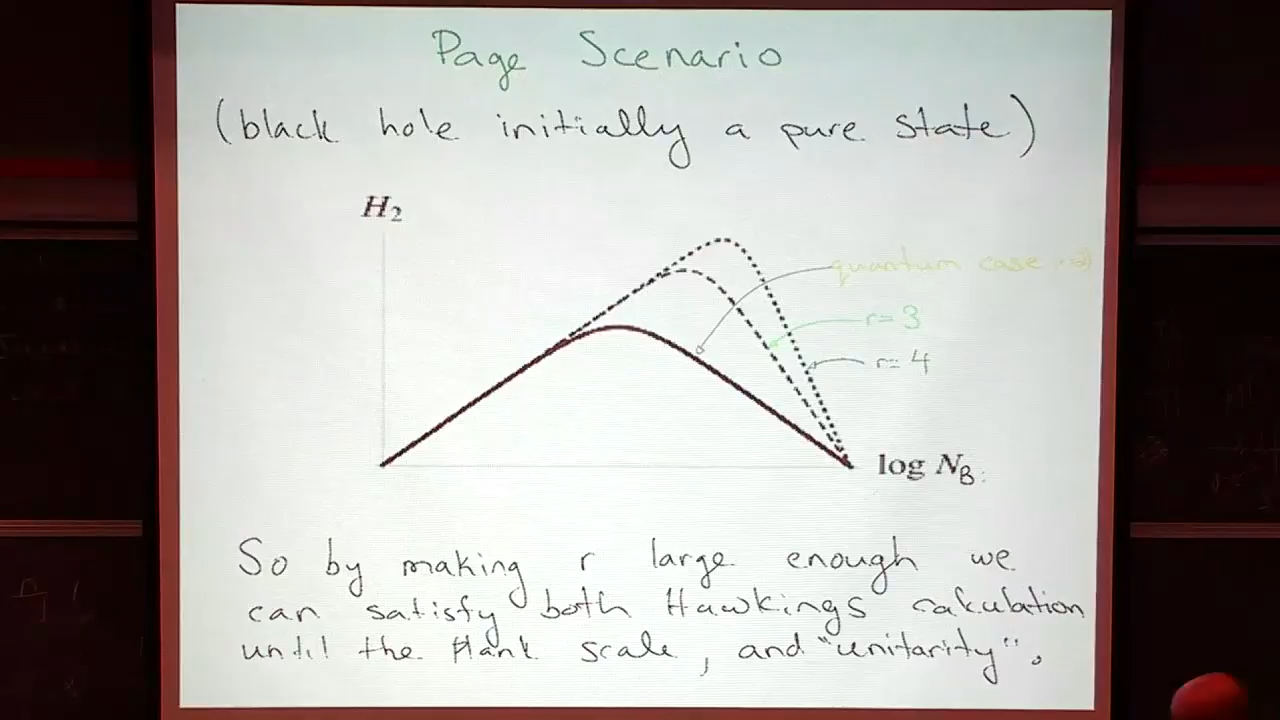 Page Scenario
(black hole initially a pure state)
H₂
quantum case
r=3
r=4
log N_B
So by making r large enough we
can satisfy both Hawkings calculation
until the Plank scale, and "unitarity".